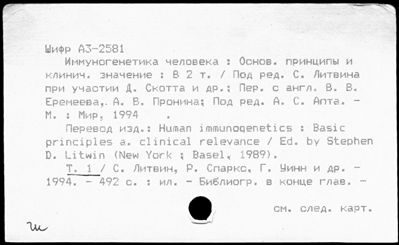 Шифр А3-2581
Иммуногенетика человека : Основ. принципы и
клинич. значение : В 2 т. / Под ред. С. Литвина
при участии Д. Скотта и др.; Пер. с англ. В. В.
Еремеева, А. В. Пронина; Под ред. А. С. Апта. -
М. : Мир, 1994 .
Перевод изд.: Human immunogenetics : Basic
principles a. clinical relevance / Ed. by Stephen
D. Litwin (New York ; Basel, 1989).
Т. 1 / С. Литвин, Р. Спаркс, Г. Уинн и др. -
1994. - 492 с. : ил. - Библиогр. в конце глав. -
см. след. карт.